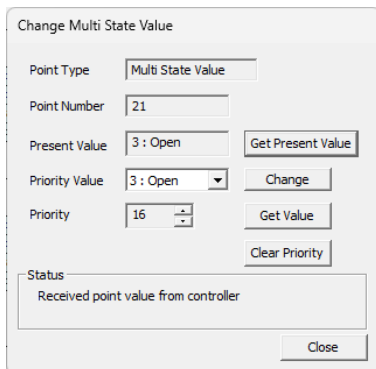 Change Multi State Value
Point Type Multi State Value
Point Number 21
Present Value 3 : Open Get Present Value
Priority Value 3 : Open Change
Priority 16 Get Value
Clear Priority
Status
Received point value from controller
Close